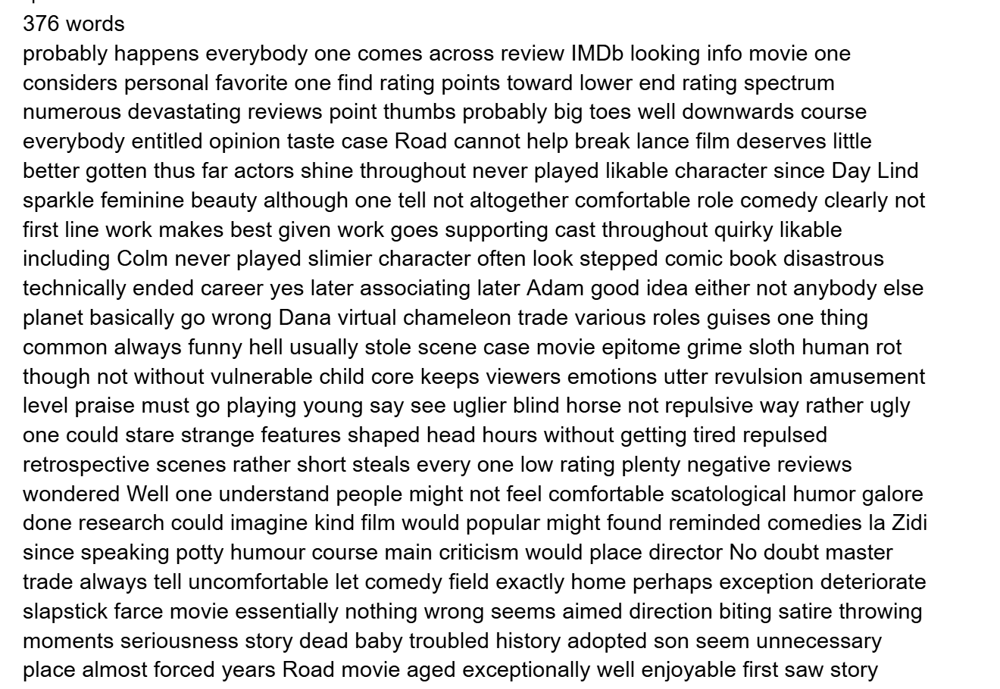 376 words
probably happens everybody one comes across review IMDb looking info movie one
considers personal favorite one find rating points toward lower end rating spectrum
numerous devastating reviews point thumbs probably big toes well downwards course
everybody entitled opinion taste case Road cannot help break lance film deserves little
better gotten thus far actors shine throughout never played likable character since Day Lind
sparkle feminine beauty although one tell not altogether comfortable role comedy clearly not
first line work makes best given work goes supporting cast throughout quirky likable
including Colm never played slimier character often look stepped comic book disastrous
technically ended career yes later associating later Adam good idea either not anybody else
planet basically go wrong Dana virtual chameleon trade various roles guises one thing
common always funny hell usually stole scene case movie epitome grime sloth human rot
though not without vulnerable child core keeps viewers emotions utter revulsion amusement
level praise must go playing young say see uglier blind horse not repulsive way rather ugly
one could stare strange features shaped head hours without getting tired repulsed
retrospective scenes rather short steals every one low rating plenty negative reviews
wondered Well one understand people might not feel comfortable scatological humor galore
done research could imagine kind film would popular might found reminded comedies la Zidi
since speaking potty humour course main criticism would place director No doubt master
trade always tell uncomfortable let comedy field exactly home perhaps exception deteriorate
slapstick farce movie essentially nothing wrong seems aimed direction biting satire throwing
moments seriousness story dead baby troubled history adopted son seem unnecessary
place almost forced years Road movie aged exceptionally well enjoyable first saw story